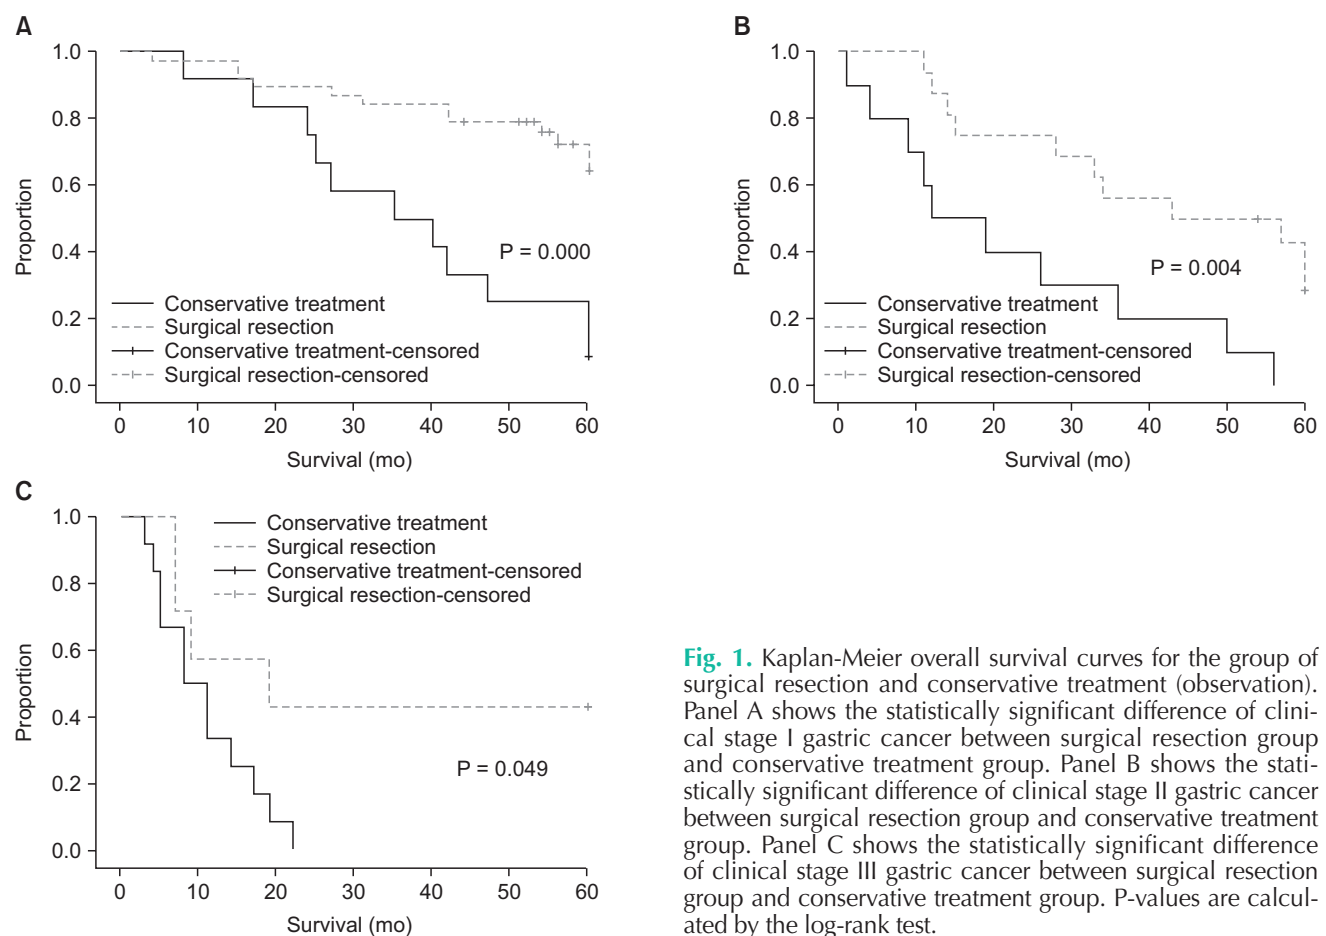 A
1.0
0.8
0.6
0.4
0.2
0.0
Proportion
P = 0.000
Conservative treatment
Surgical resection
Conservative treatment-censored
Surgical resection-censored
0 10 20 30 40 50 60
Survival (mo)
B
1.0
0.8
0.6
0.4
0.2
0.0
Proportion
P = 0.004
Conservative treatment
Surgical resection
Conservative treatment-censored
Surgical resection-censored
0 10 20 30 40 50 60
Survival (mo)
C
1.0
0.8
0.6
0.4
0.2
0.0
Proportion
Conservative treatment
Surgical resection
Conservative treatment-censored
Surgical resection-censored
P = 0.049
0 10 20 30 40 50 60
Survival (mo)
Fig. 1. Kaplan-Meier overall survival curves for the group of
surgical resection and conservative treatment (observation).
Panel A shows the statistically significant difference of clini-
cal stage I gastric cancer between surgical resection group
and conservative treatment group. Panel B shows the stati-
stically significant difference of clinical stage II gastric cancer
between surgical resection group and conservative treatment
group. Panel C shows the statistically significant difference
of clinical stage III gastric cancer between surgical resection
group and conservative treatment group. P-values are calcul-
ated by the log-rank test.